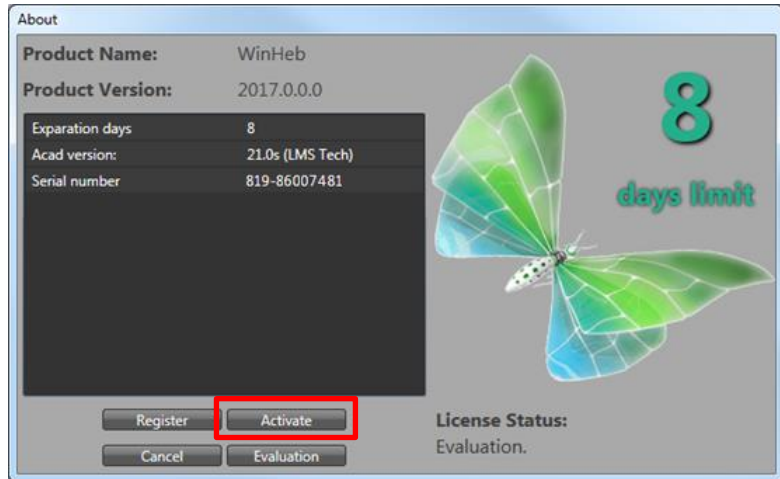 About
Product Name: WinHeb
Product Version: 2017.0.0.0
Exparation days 8
Acad version: 21.0s (LMS Tech)
Serial number 819-86007481
8
days limit
Register Activate
Cancel Evaluation
License Status:
Evaluation.